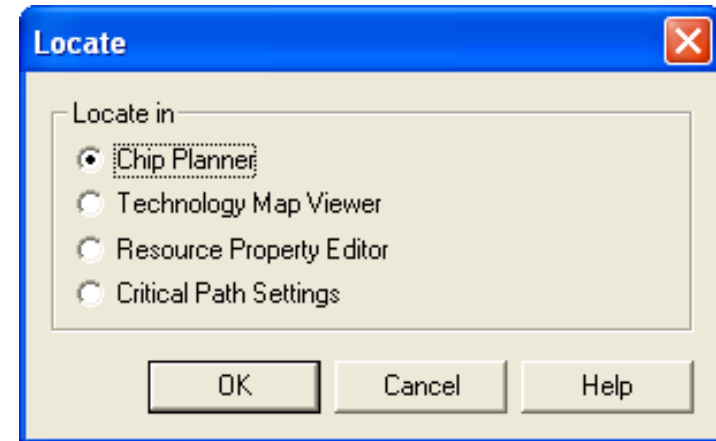 Locate
Locate in
Chip Planner
Technology Map Viewer
Resource Property Editor
Critical Path Settings
OK Cancel Help